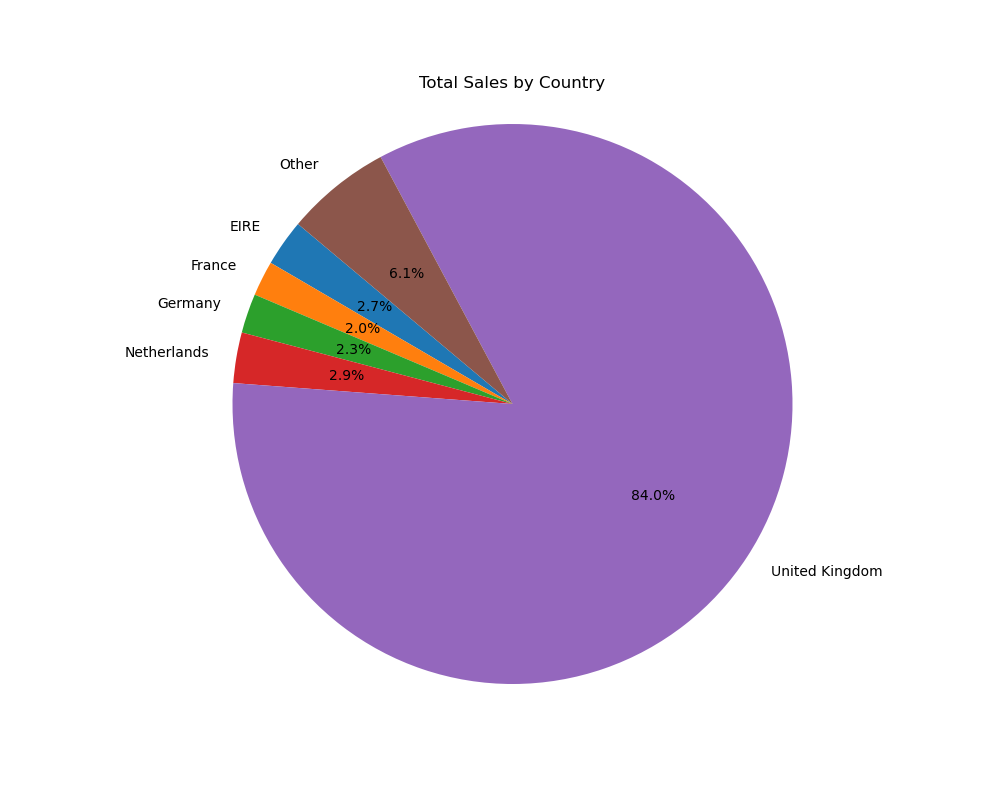 Total Sales by Country
Other
EIRE
France
Germany
Netherlands
6.1%
2.7%
2.0%
2.3%
2.9%
84.0%
United Kingdom